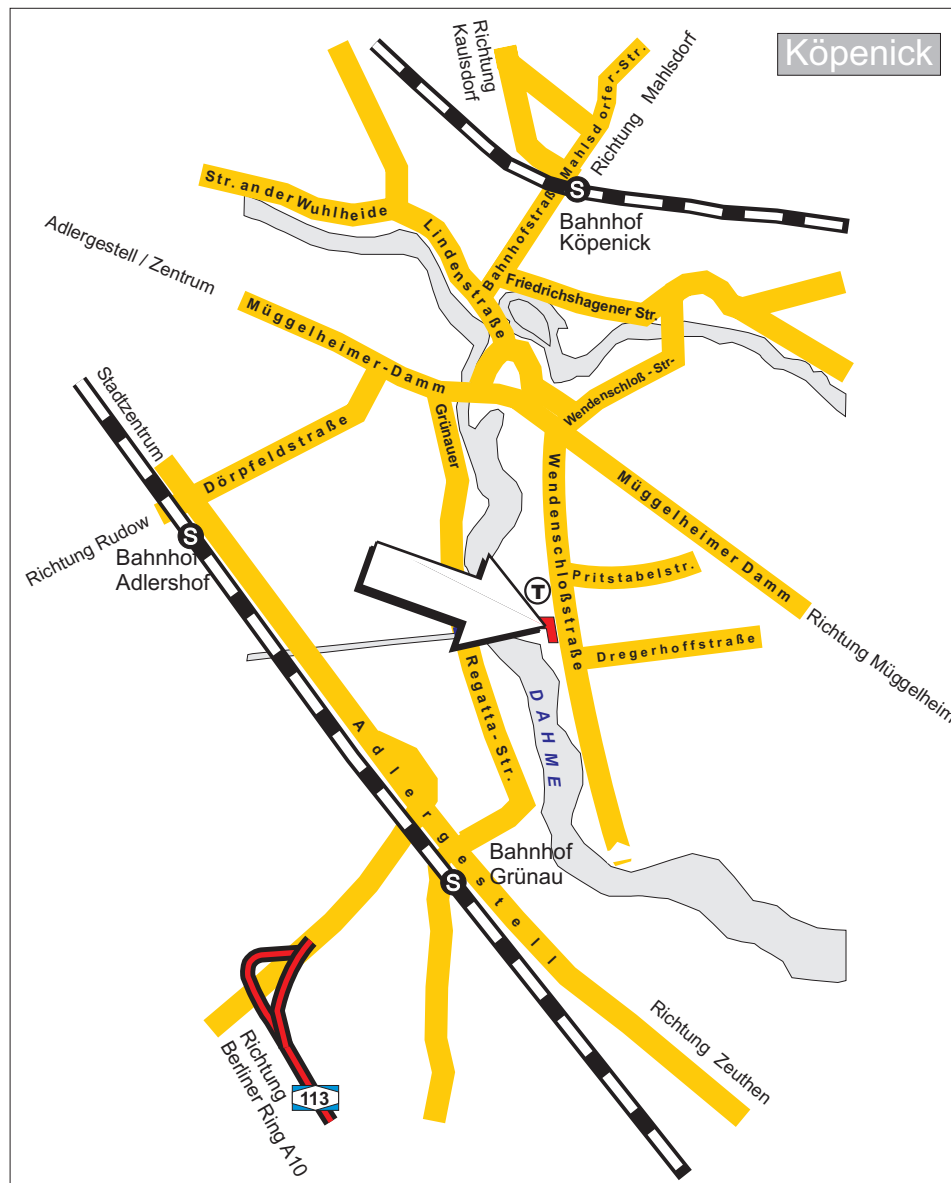 Köpenick
Richtung
Kaulsdorf
Mahlsdorfer-Str.
Richtung Mahlsdorf
Str. an der Wuhlheide
S
Bahnhof
Köpenick
Bahnhofstraße
Lindenstraße
Adlergestell / Zentrum
Friedrichshagener Str.
Müggelheimer-Damm
Wendenschloß-Str-
Stadtzentrum
Grünauer
Dörpfeldstraße
Wendenschloßstraße
Müggelheimer Damm
Richtung Rudow
S
Bahnhof
Adlershof
T
Pritstabelstr.
Dregerhoffstraße
Richtung Müggelheim
Regatta-Str.
DAHME
Adlergestell
Bahnhof
Grünau
S
Richtung
Berliner Ring A10
113
Richtung Zeuthen